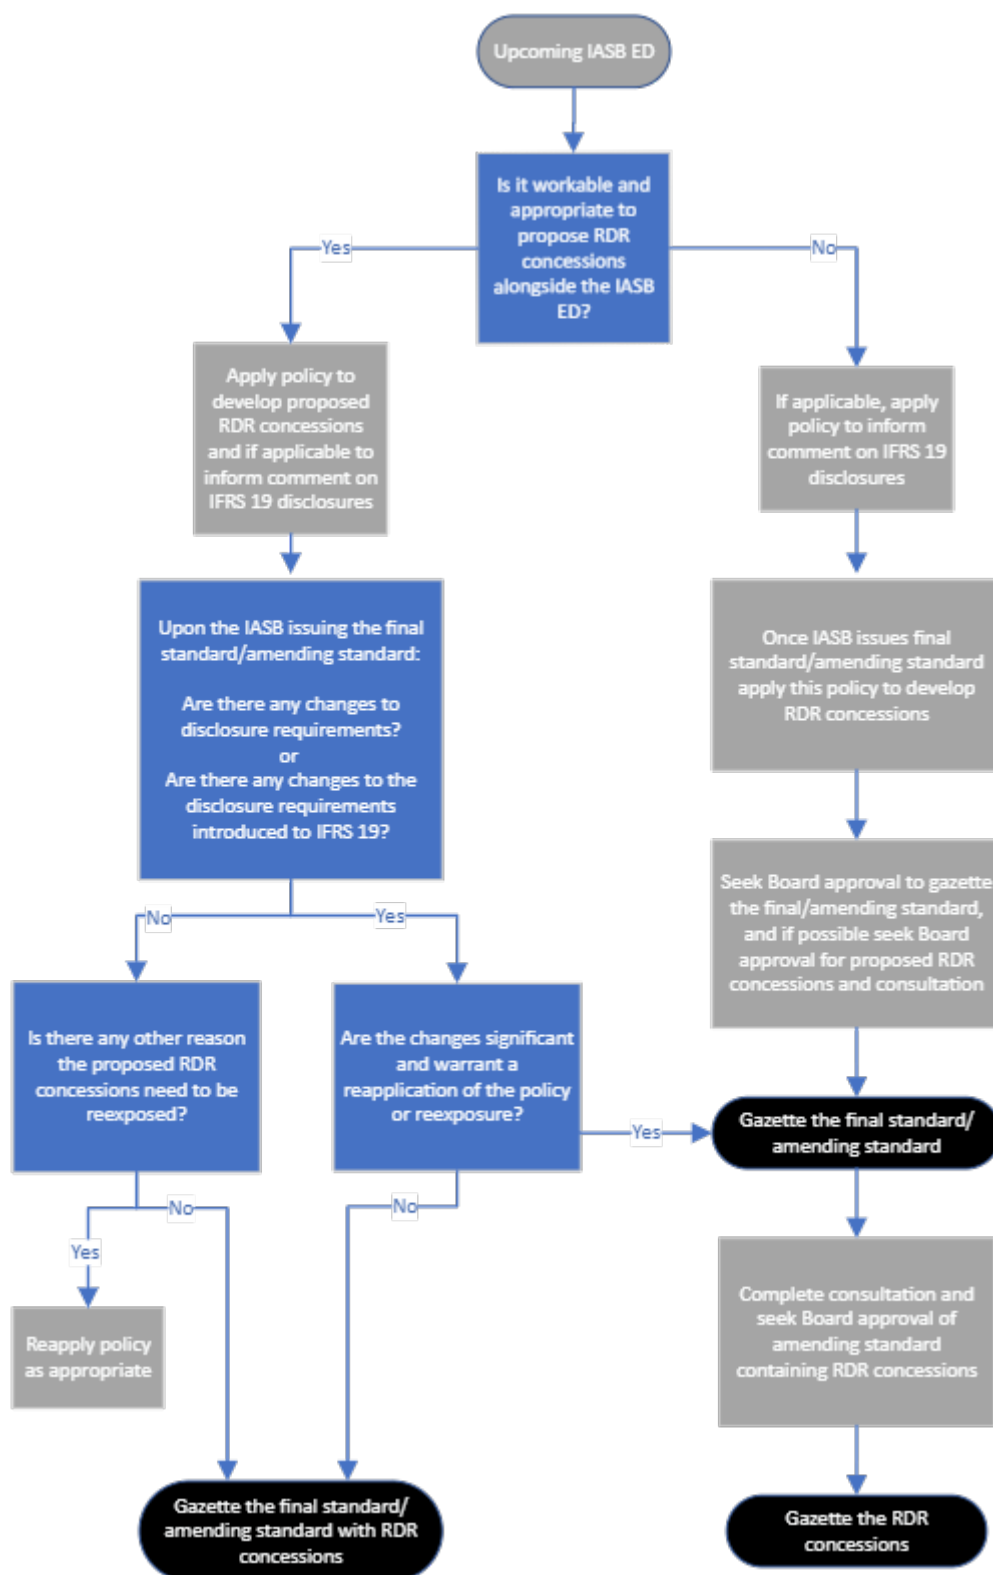 Upcoming IASB ED
Is it workable and
appropriate to
propose RDR
concessions
alongside the IASB
ED?
Yes
No
Apply policy to
develop proposed
RDR concessions
and if applicable to
inform comment on
IFRS 19 disclosures
If applicable, apply
policy to inform
comment on IFRS 19
disclosures
Upon the IASB issuing the final
standard/amending standard:
Are there any changes to
disclosure requirements?
or
Are there any changes to the
disclosure requirements
introduced to IFRS 19?
Once IASB issues final
standard/amending standard
apply this policy to develop
RDR concessions
No
Yes
Seek Board approval to gazette
the final/amending standard,
and if possible seek Board
approval for proposed RDR
concessions and consultation
Is there any other reason
the proposed RDR
concessions need to be
reexposed?
Are the changes significant
and warrant a
reapplication of the policy
or reexposure?
Yes
Gazette the final standard/
amending standard
No
No
Yes
Reapply policy
as appropriate
Complete consultation and
seek Board approval of
amending standard
containing RDR concessions
Gazette the final standard/
amending standard with RDR
concessions
Gazette the RDR
concessions